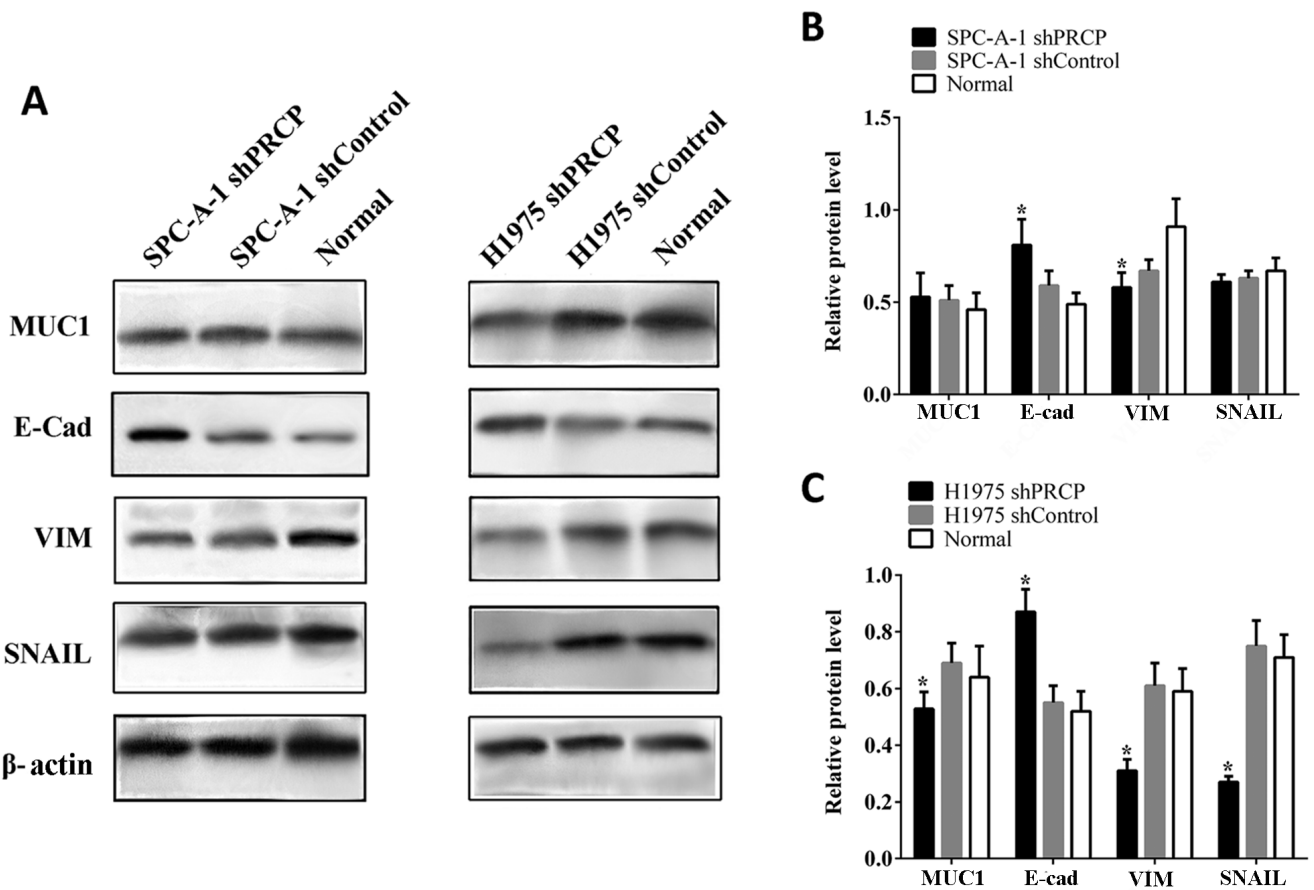 A
SPC-A-1 shPRCP
SPC-A-1 shControl
Normal
H1975 shPRCP
H1975 shControl
Normal
MUC1
E-Cad
VIM
SNAIL
β-actin
B
SPC-A-1 shPRCP
SPC-A-1 shControl
Normal
Relative protein level
1.5
1.0
0.5
0.0
* *
MUC1 E-cad VIM SNAIL
C
H1975 shPRCP
H1975 shControl
Normal
Relative protein level
1.0
0.8
0.6
0.4
0.2
0.0
* * * *
MUC1 E-cad VIM SNAIL